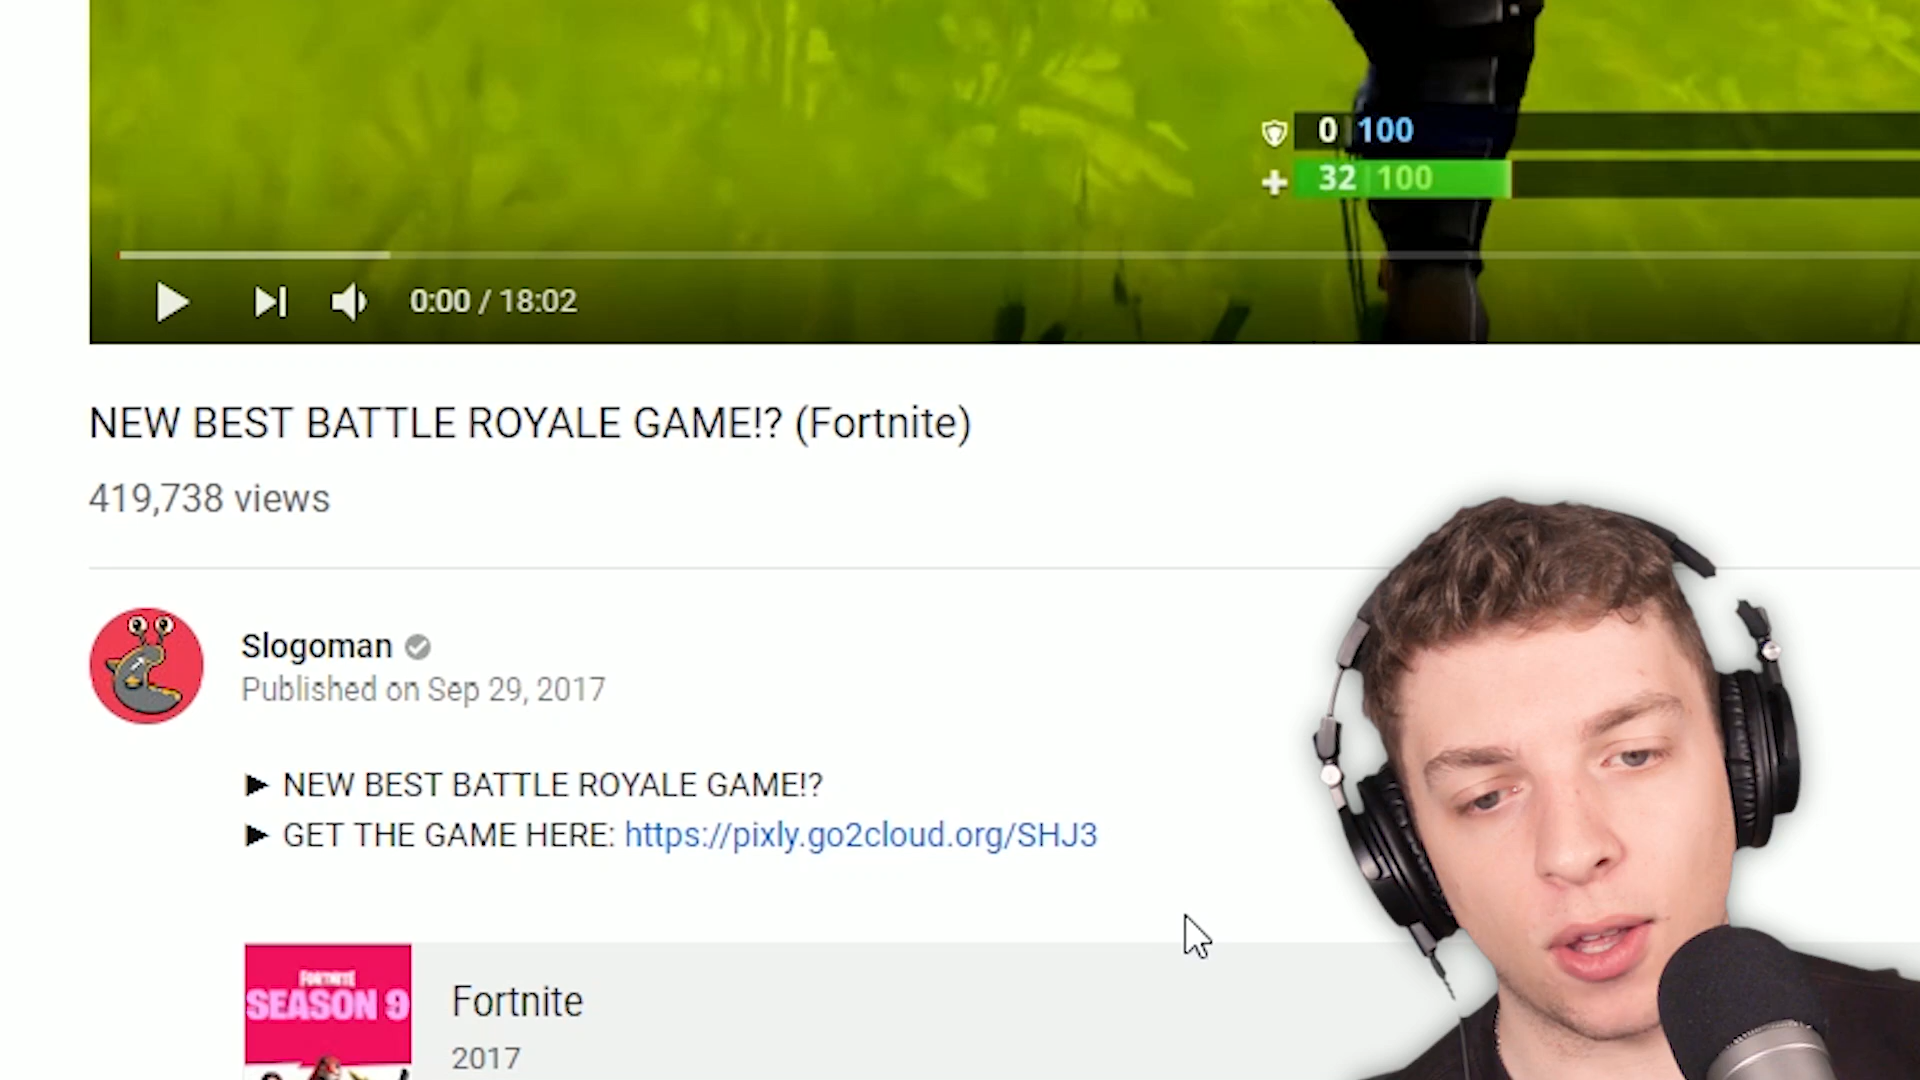 0 | 100
32 | 100
0:00 / 18:02
NEW BEST BATTLE ROYALE GAME!? (Fortnite)
419,738 views
Slogoman
Published on Sep 29, 2017
► NEW BEST BATTLE ROYALE GAME!?
► GET THE GAME HERE: https://pixly.go2cloud.org/SHJ3
FORTNITE
SEASON 9
Fortnite
2017